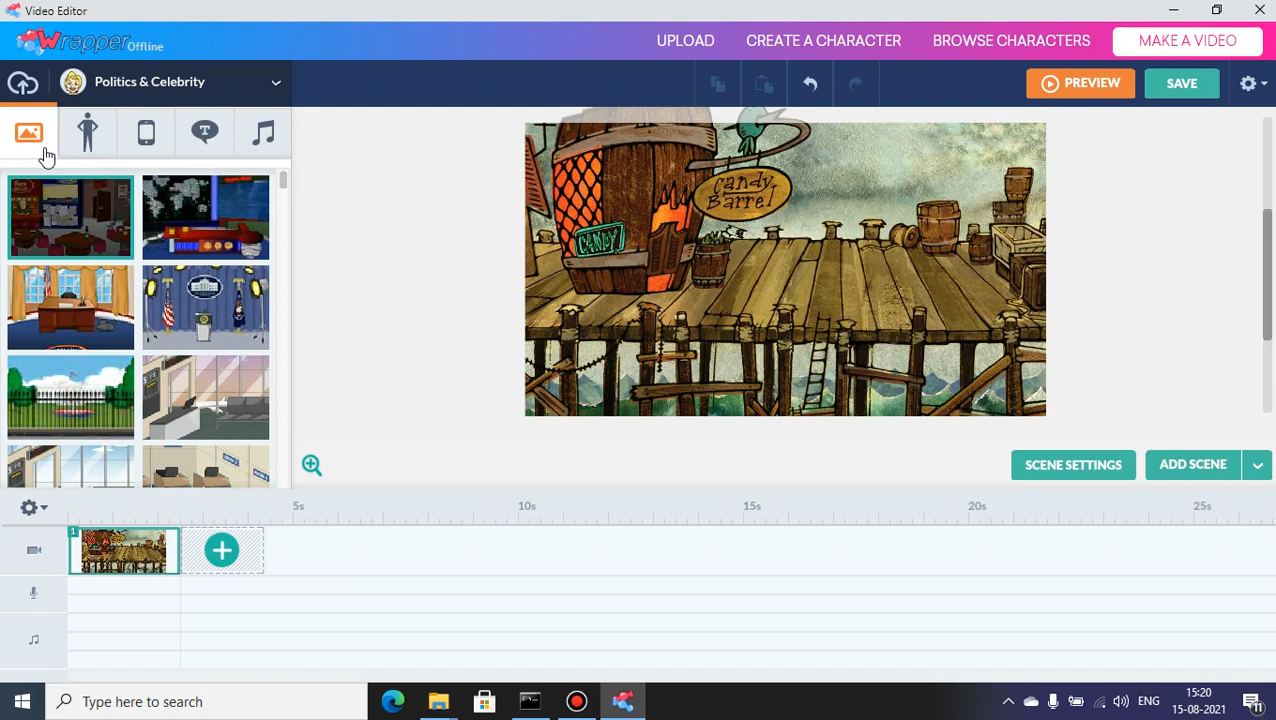 Video Editor
Wrapper Offline
UPLOAD
CREATE A CHARACTER
BROWSE CHARACTERS
MAKE A VIDEO
Politics & Celebrity
PREVIEW
SAVE
T
Candy
Barrel
CANDY
SCENE SETTINGS
ADD SCENE
5s
10s
15s
20s
25s
1
Type here to search
ENG
15:20
15-08-2021
11